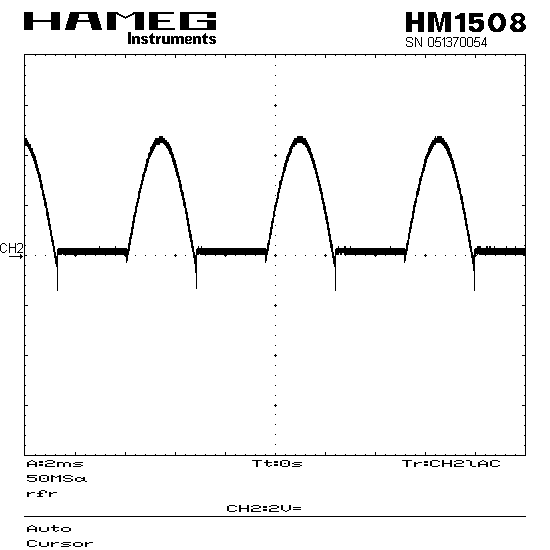 HAMEG HM1508
Instruments SN 051370054
CH2
A:2ms Tt:0s Tr:CH2~AC
50MSa
rfr
CH2:2V=
Auto
Cursor